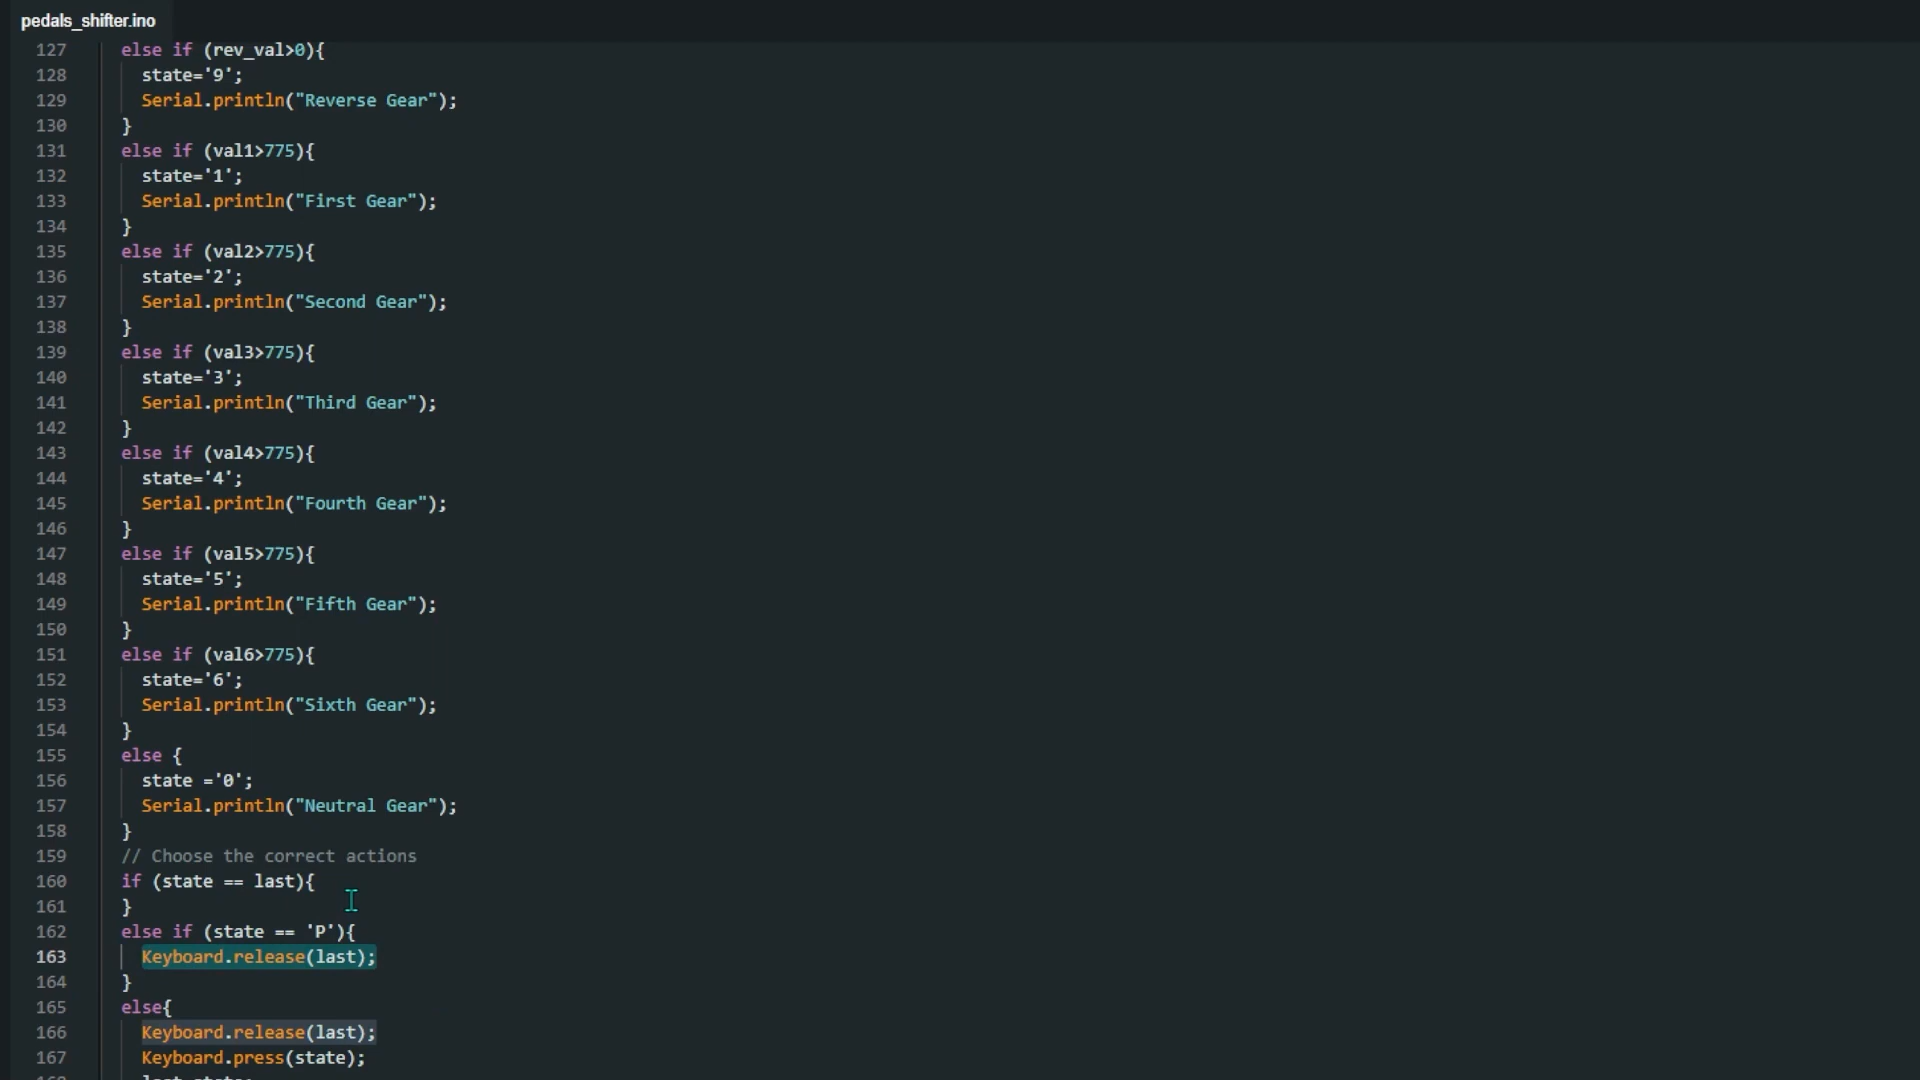 pedals_shifter.ino
127 else if (rev_val>0){
128 state='9';
129 Serial.println("Reverse Gear");
130 }
131 else if (val1>775){
132 state='1';
133 Serial.println("First Gear");
134 }
135 else if (val2>775){
136 state='2';
137 Serial.println("Second Gear");
138 }
139 else if (val3>775){
140 state='3';
141 Serial.println("Third Gear");
142 }
143 else if (val4>775){
144 state='4';
145 Serial.println("Fourth Gear");
146 }
147 else if (val5>775){
148 state='5';
149 Serial.println("Fifth Gear");
150 }
151 else if (val6>775){
152 state='6';
153 Serial.println("Sixth Gear");
154 }
155 else {
156 state ='0';
157 Serial.println("Neutral Gear");
158 }
159 // Choose the correct actions
160 if (state == last){
161 }
162 else if (state == 'P'){
163 Keyboard.release(last);
164 }
165 else{
166 Keyboard.release(last);
167 Keyboard.press(state);